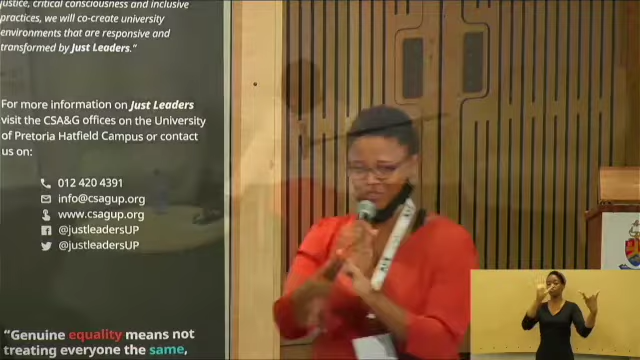 justice, critical consciousness and inclusive
practices, we will co-create university
environments that are responsive and
transformed by Just Leaders.”
For more information on Just Leaders
visit the CSA&G offices on the University
of Pretoria Hatfield Campus or contact
us on:
012 420 4391
info@csagup.org
www.csagup.org
@justleadersUP
@justleadersUP
“Genuine equality means not
treating everyone the same,